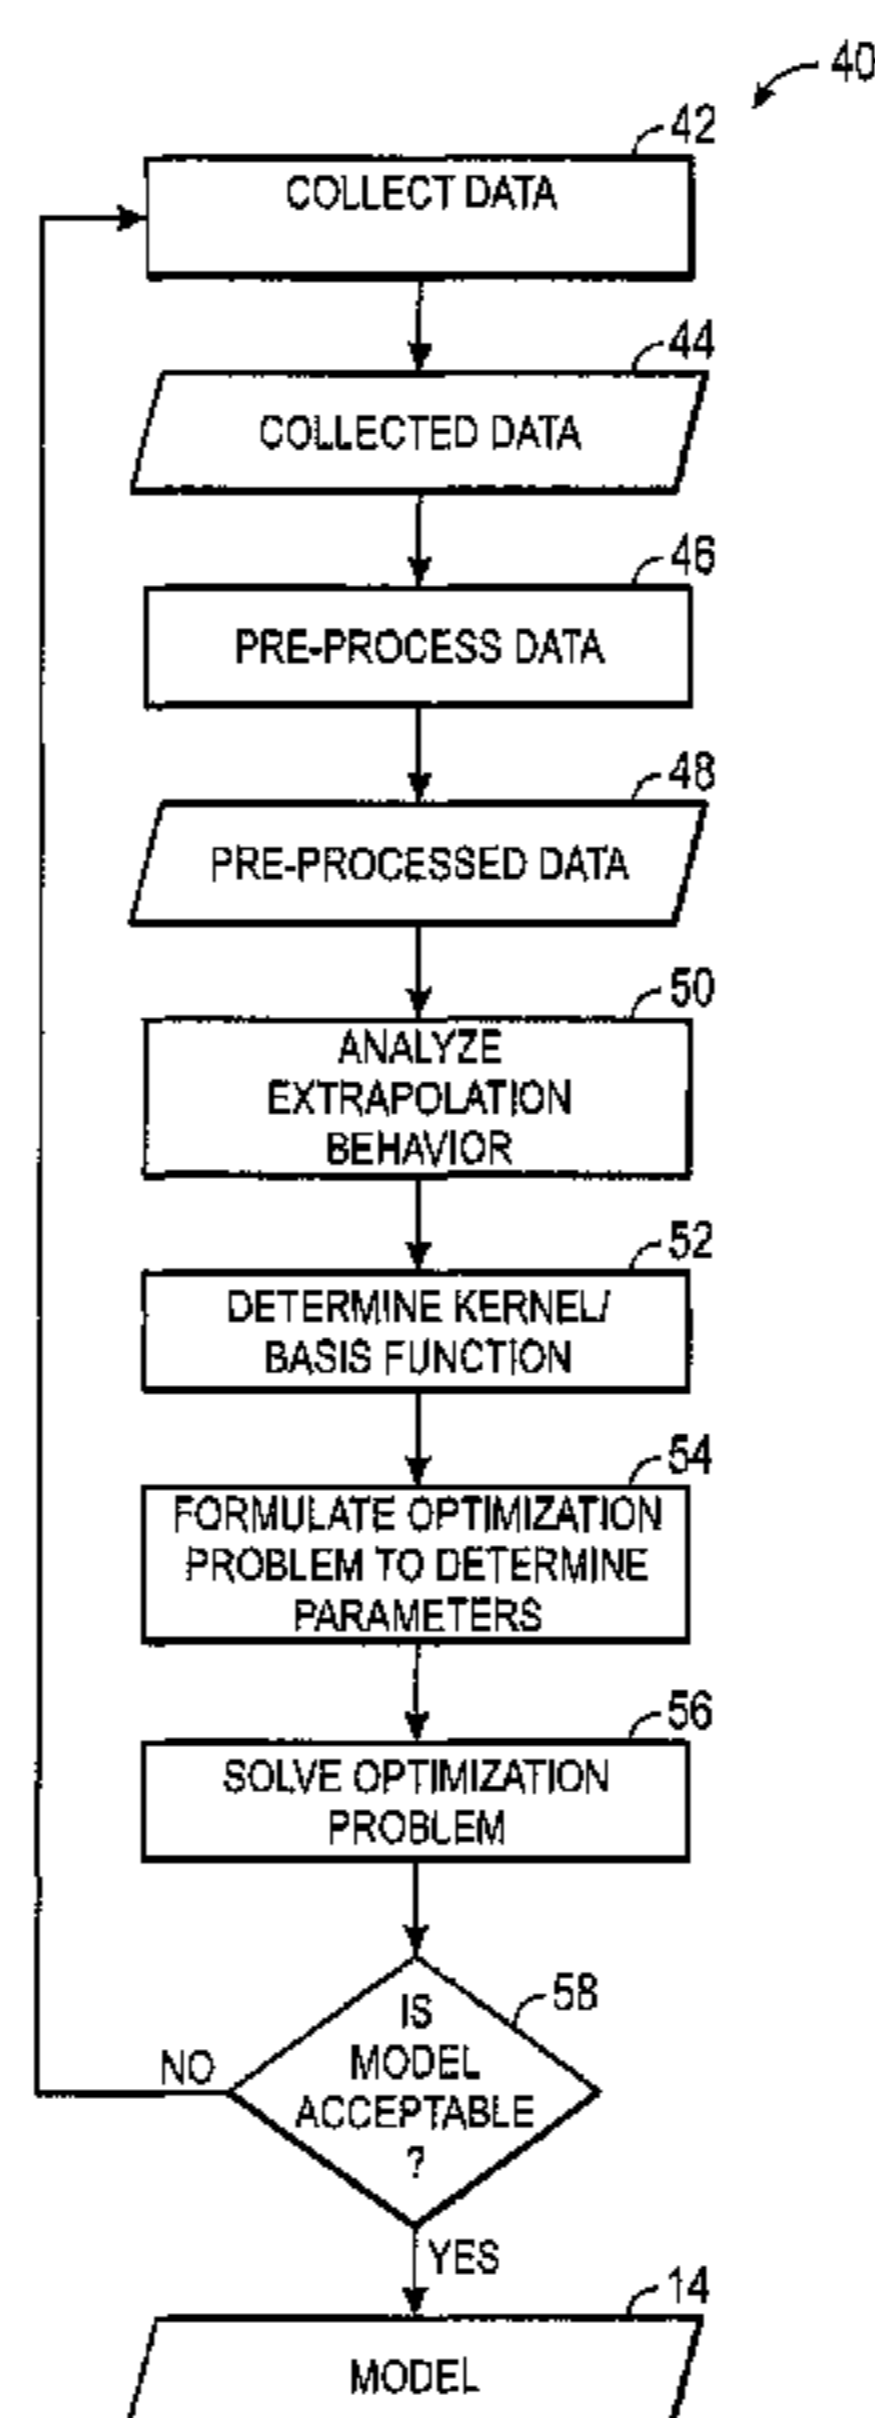 40
42
COLLECT DATA
44
COLLECTED DATA
46
PRE-PROCESS DATA
48
PRE-PROCESSED DATA
50
ANALYZE
EXTRAPOLATION
BEHAVIOR
52
DETERMINE KERNEL/
BASIS FUNCTION
54
FORMULATE OPTIMIZATION
PROBLEM TO DETERMINE
PARAMETERS
56
SOLVE OPTIMIZATION
PROBLEM
58
IS
MODEL
ACCEPTABLE
?
NO
YES
14
MODEL